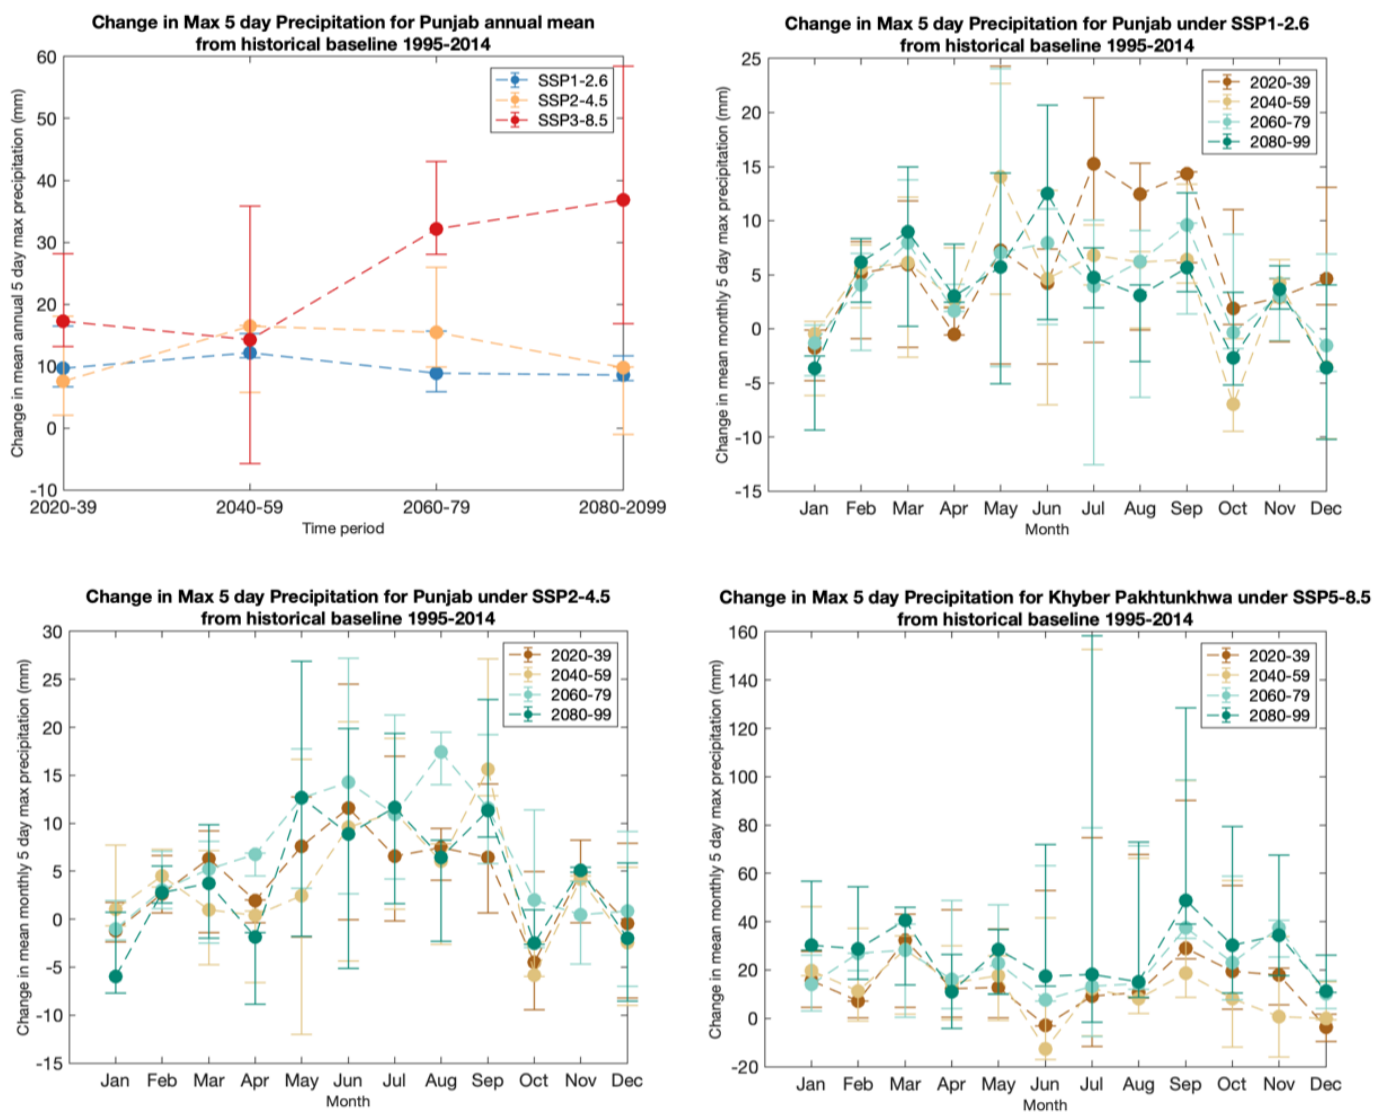 Change in Max 5 day Precipitation for Punjab annual mean
from historical baseline 1995-2014
Change in mean annual 5 day max precipitation (mm)
60
50
40
30
20
10
0
-10
SSP1-2.6
SSP2-4.5
SSP3-8.5
2020-39
2040-59
2060-79
2080-2099
Time period
Change in Max 5 day Precipitation for Punjab under SSP1-2.6
from historical baseline 1995-2014
Change in mean monthly 5 day max precipitation (mm)
25
20
15
10
5
0
-5
-10
-15
2020-39
2040-59
2060-79
2080-99
Jan Feb Mar Apr May Jun Jul Aug Sep Oct Nov Dec
Month
Change in Max 5 day Precipitation for Punjab under SSP2-4.5
from historical baseline 1995-2014
Change in mean monthly 5 day max precipitation (mm)
30
25
20
15
10
5
0
-5
-10
-15
2020-39
2040-59
2060-79
2080-99
Jan Feb Mar Apr May Jun Jul Aug Sep Oct Nov Dec
Month
Change in Max 5 day Precipitation for Khyber Pakhtunkhwa under SSP5-8.5
from historical baseline 1995-2014
Change in mean monthly 5 day max precipitation (mm)
160
140
120
100
80
60
40
20
0
-20
2020-39
2040-59
2060-79
2080-99
Jan Feb Mar Apr May Jun Jul Aug Sep Oct Nov Dec
Month